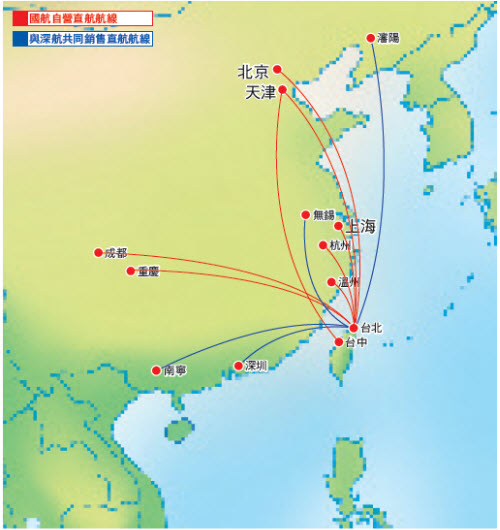 國航自營直航航線
與深航共同銷售直航航線
瀋陽
北京
天津
無錫
上海
杭州
成都
重慶
溫州
台北
台中
深圳
南寧